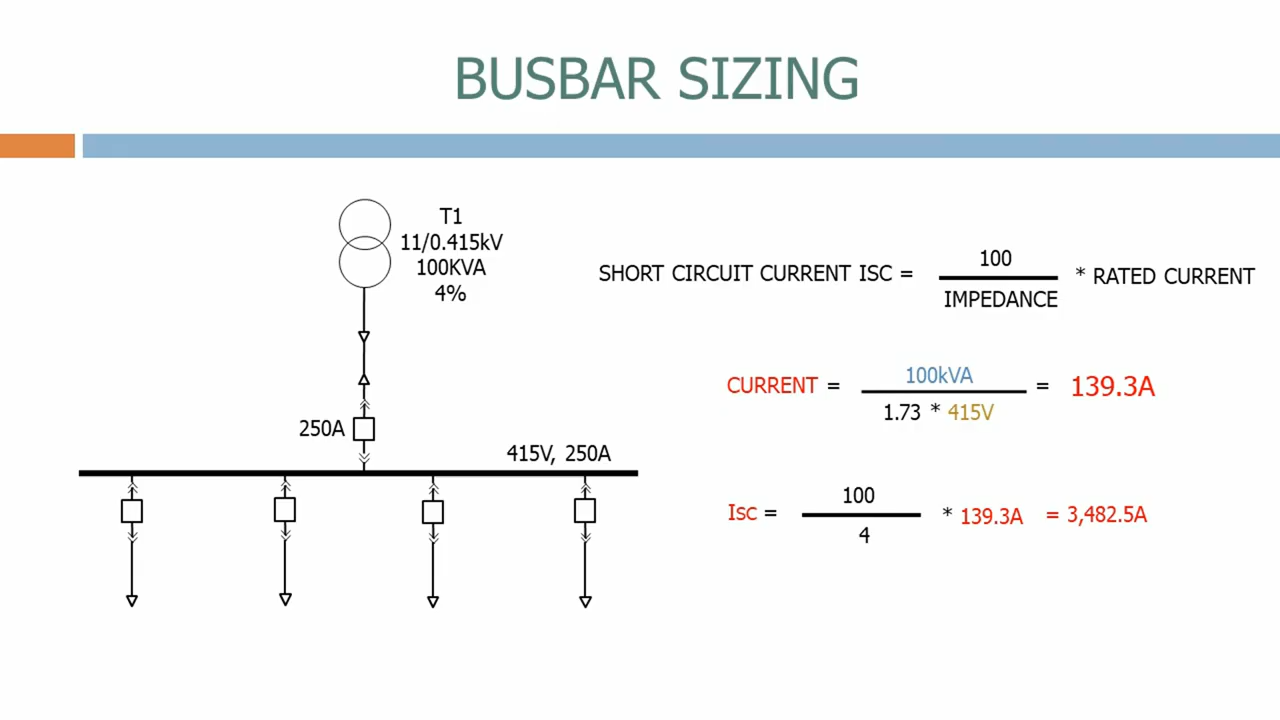 BUSBAR SIZING
T1
11/0.415kV
100KVA
4%
250A
415V, 250A
SHORT CIRCUIT CURRENT ISC = 100 / IMPEDANCE * RATED CURRENT
CURRENT = 100kVA / 1.73 * 415V = 139.3A
Isc = 100 / 4 * 139.3A = 3,482.5A